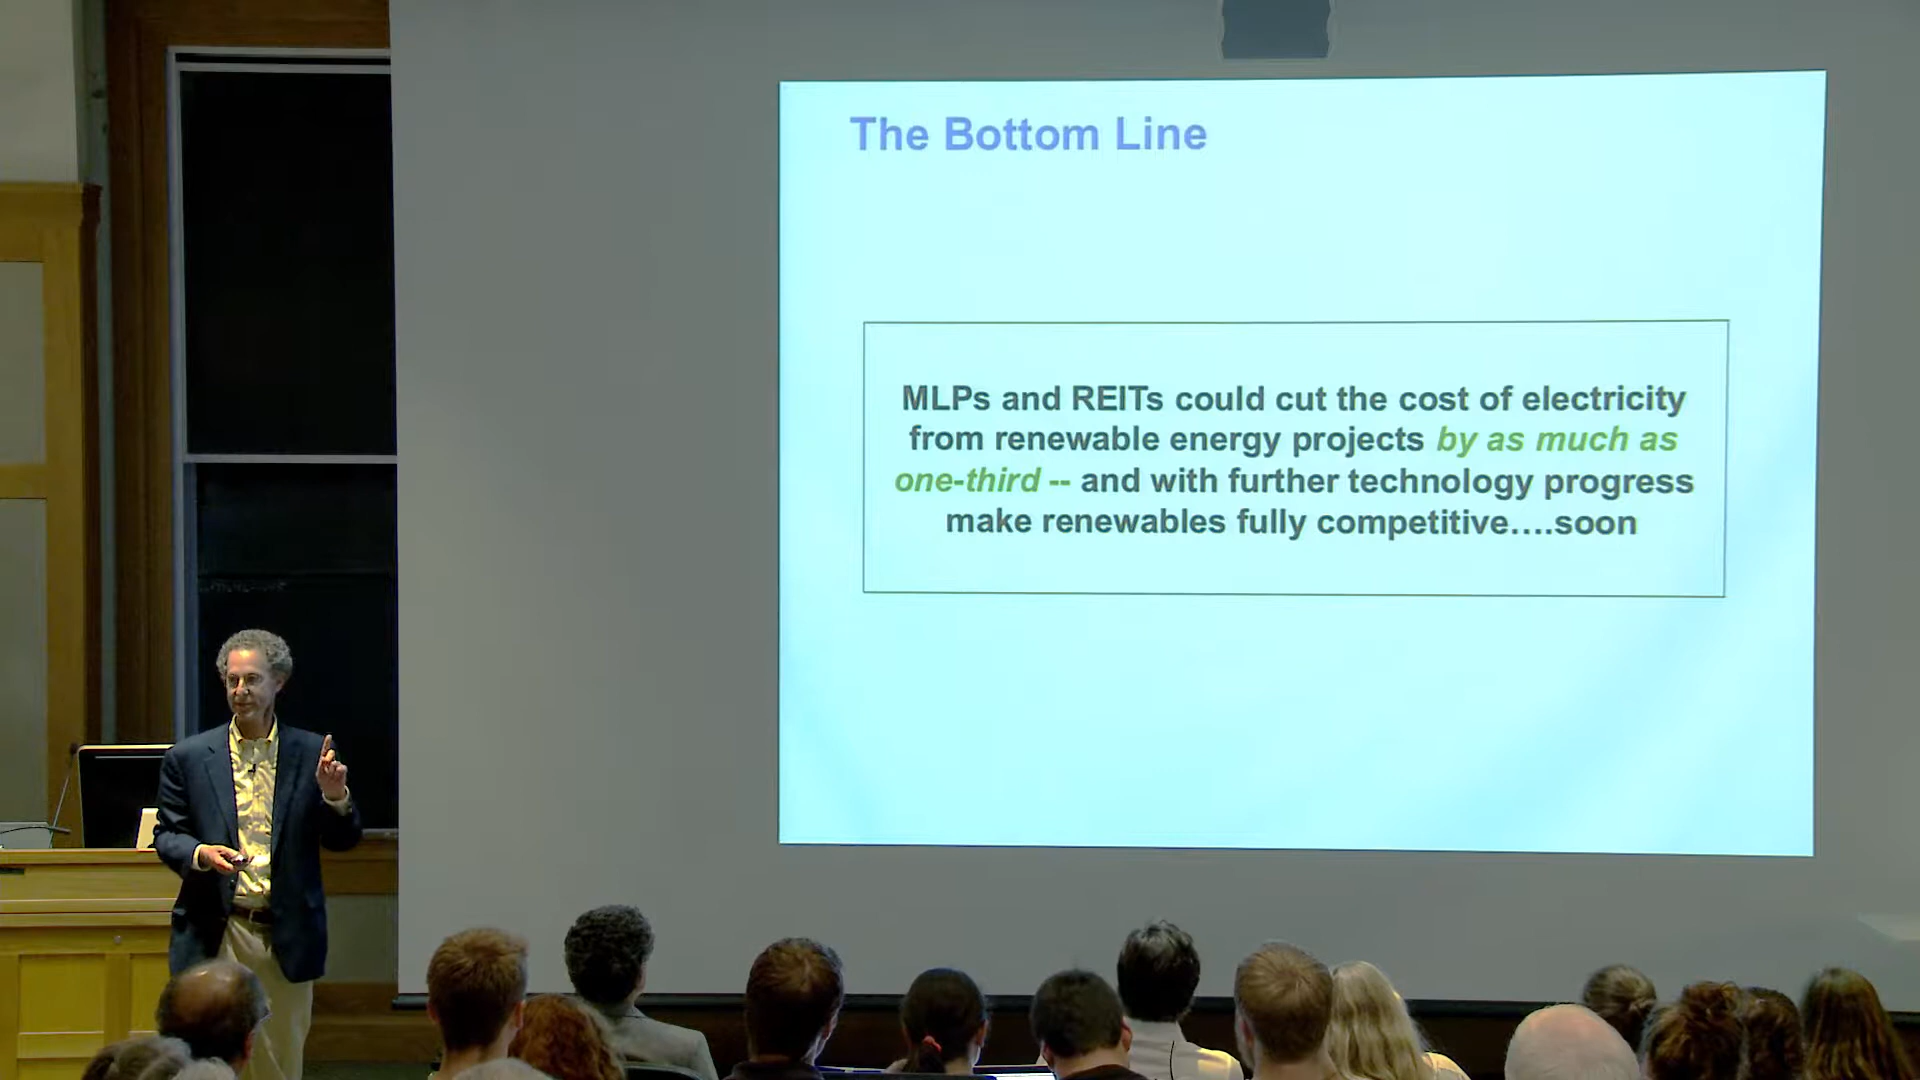 The Bottom Line
MLPs and REITs could cut the cost of electricity
from renewable energy projects by as much as
one-third -- and with further technology progress
make renewables fully competitive....soon